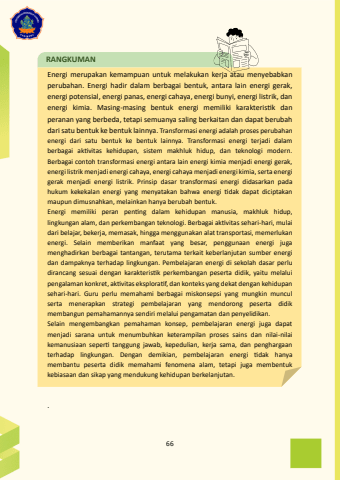 RANGKUMAN
Energi merupakan kemampuan untuk melakukan kerja atau menyebabkan
perubahan. Energi hadir dalam berbagai bentuk, antara lain energi gerak,
energi potensial, energi panas, energi cahaya, energi bunyi, energi listrik, dan
energi kimia. Masing-masing bentuk energi memiliki karakteristik dan
peranan yang berbeda, tetapi semuanya saling berkaitan dan dapat berubah
dari satu bentuk ke bentuk lainnya. Transformasi energi adalah proses perubahan
energi dari satu bentuk ke bentuk lainnya. Transformasi energi terjadi dalam
berbagai aktivitas kehidupan, sistem makhluk hidup, dan teknologi modern.
Berbagai contoh transformasi energi antara lain energi kimia menjadi energi gerak,
energi listrik menjadi energi cahaya, energi cahaya menjadi energi kimia, serta energi
gerak menjadi energi listrik. Prinsip dasar transformasi energi didasarkan pada
hukum kekekalan energi yang menyatakan bahwa energi tidak dapat diciptakan
maupun dimusnahkan, melainkan hanya berubah bentuk.
Energi memiliki peran penting dalam kehidupan manusia, makhluk hidup,
lingkungan alam, dan perkembangan teknologi. Berbagai aktivitas sehari-hari, mulai
dari belajar, bekerja, memasak, hingga menggunakan alat transportasi, memerlukan
energi. Selain memberikan manfaat yang besar, penggunaan energi juga
menghadirkan berbagai tantangan, terutama terkait keberlanjutan sumber energi
dan dampaknya terhadap lingkungan. Pembelajaran energi di sekolah dasar perlu
dirancang sesuai dengan karakteristik perkembangan peserta didik, yaitu melalui
pengalaman konkret, aktivitas eksploratif, dan konteks yang dekat dengan kehidupan
sehari-hari. Guru perlu memahami berbagai miskonsepsi yang mungkin muncul
serta menerapkan strategi pembelajaran yang mendorong peserta didik
membangun pemahamannya sendiri melalui pengamatan dan penyelidikan.
Selain mengembangkan pemahaman konsep, pembelajaran energi juga dapat
menjadi sarana untuk menumbuhkan keterampilan proses sains dan nilai-nilai
kemanusiaan seperti tanggung jawab, kepedulian, kerja sama, dan penghargaan
terhadap lingkungan. Dengan demikian, pembelajaran energi tidak hanya
membantu peserta didik memahami fenomena alam, tetapi juga membentuk
kebiasaan dan sikap yang mendukung kehidupan berkelanjutan.
.
66